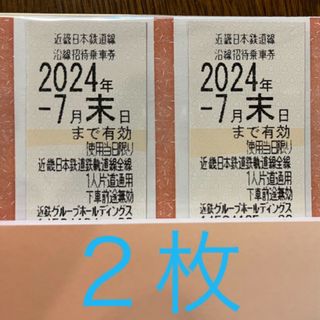 近畿日本鉄道線
沿線招待乗車券
2024年
-7月末日
まで有効
使用当日限り
近畿日本鉄道鉄軌道線全線
1人片道通用
下車前途無効
近鉄グループホールディングス
近畿日本鉄道線
沿線招待乗車券
2024年
-7月末日
まで有効
使用当日限り
近畿日本鉄道鉄軌道線全線
1人片道通用
下車前途無効
近鉄グループホールディングス
2枚